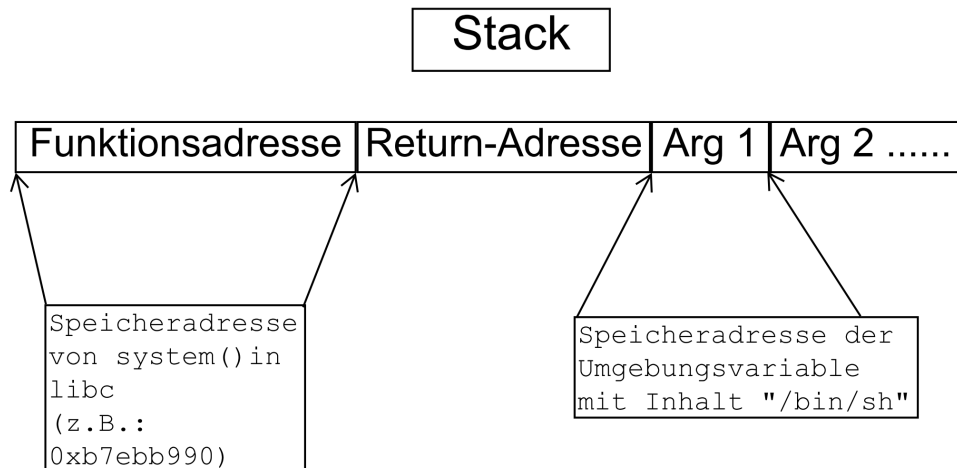 Stack
Funktionsadresse Return-Adresse Arg 1 Arg 2 ......
Speicheradresse
von system()in
libc
(z.B.:
0xb7ebb990)
Speicheradresse der
Umgebungsvariable
mit Inhalt "/bin/sh"